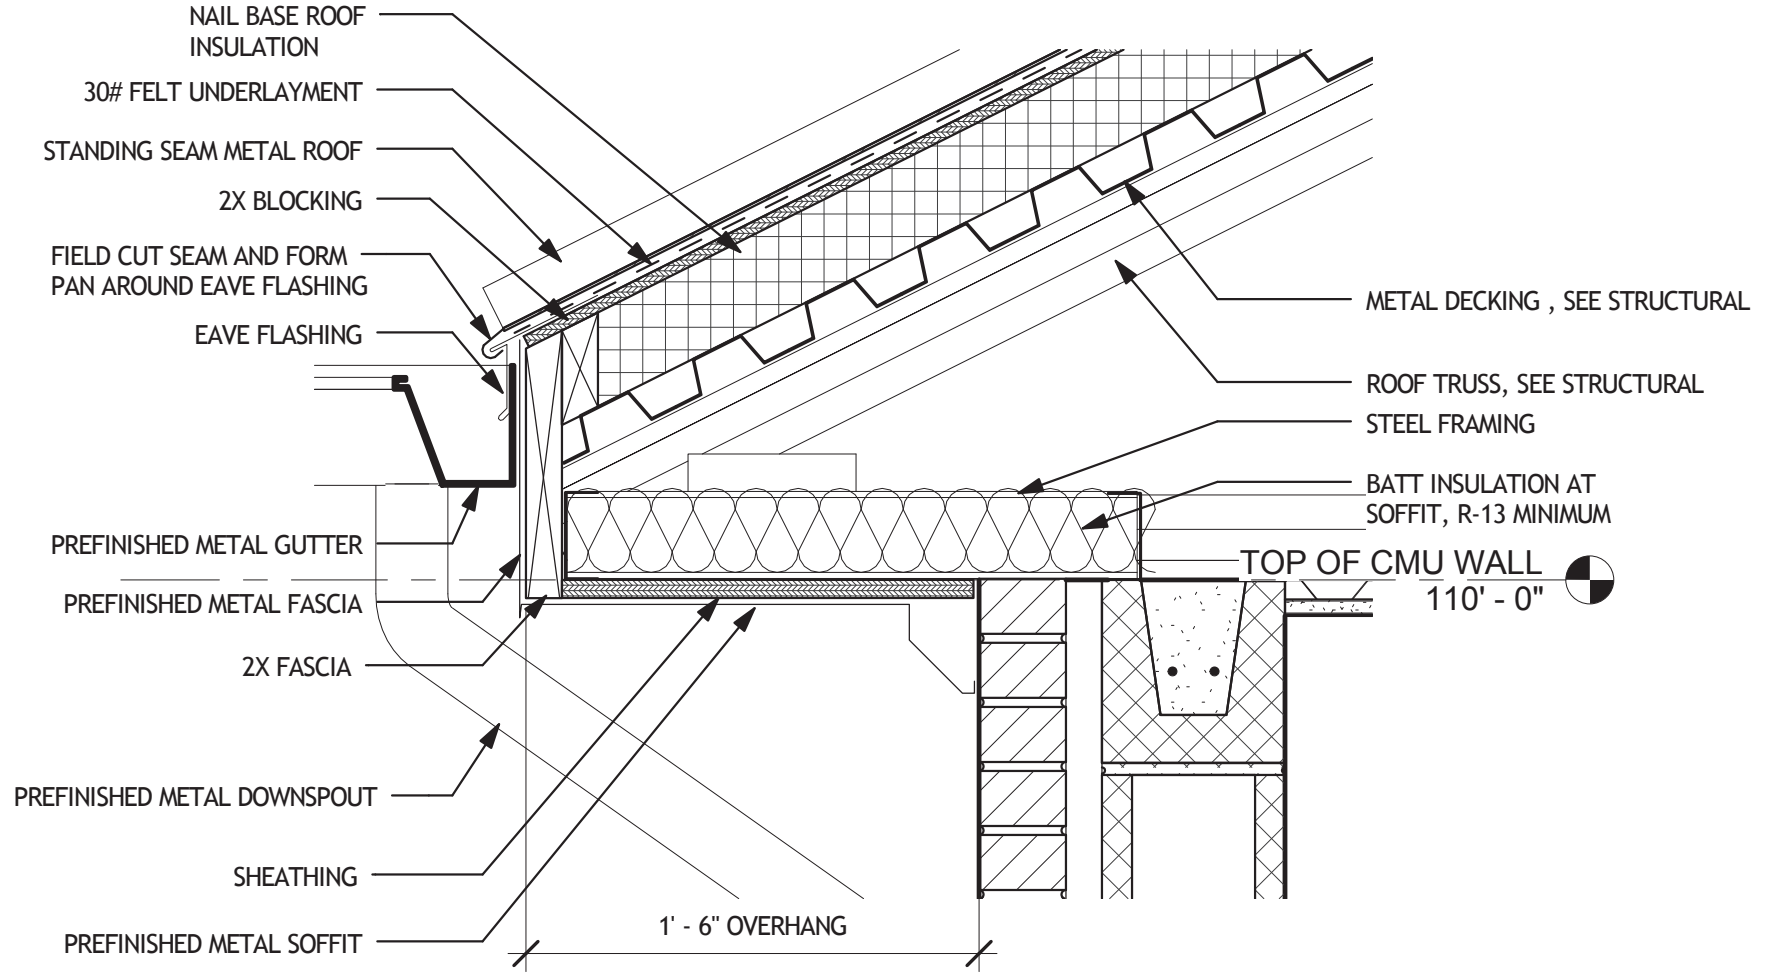 NAIL BASE ROOF
INSULATION
30# FELT UNDERLAYMENT
STANDING SEAM METAL ROOF
2X BLOCKING
FIELD CUT SEAM AND FORM
PAN AROUND EAVE FLASHING
EAVE FLASHING
PREFINISHED METAL GUTTER
PREFINISHED METAL FASCIA
2X FASCIA
PREFINISHED METAL DOWNSPOUT
SHEATHING
PREFINISHED METAL SOFFIT
1' - 6" OVERHANG
METAL DECKING , SEE STRUCTURAL
ROOF TRUSS, SEE STRUCTURAL
STEEL FRAMING
BATT INSULATION AT
SOFFIT, R-13 MINIMUM
TOP OF CMU WALL
110' - 0"